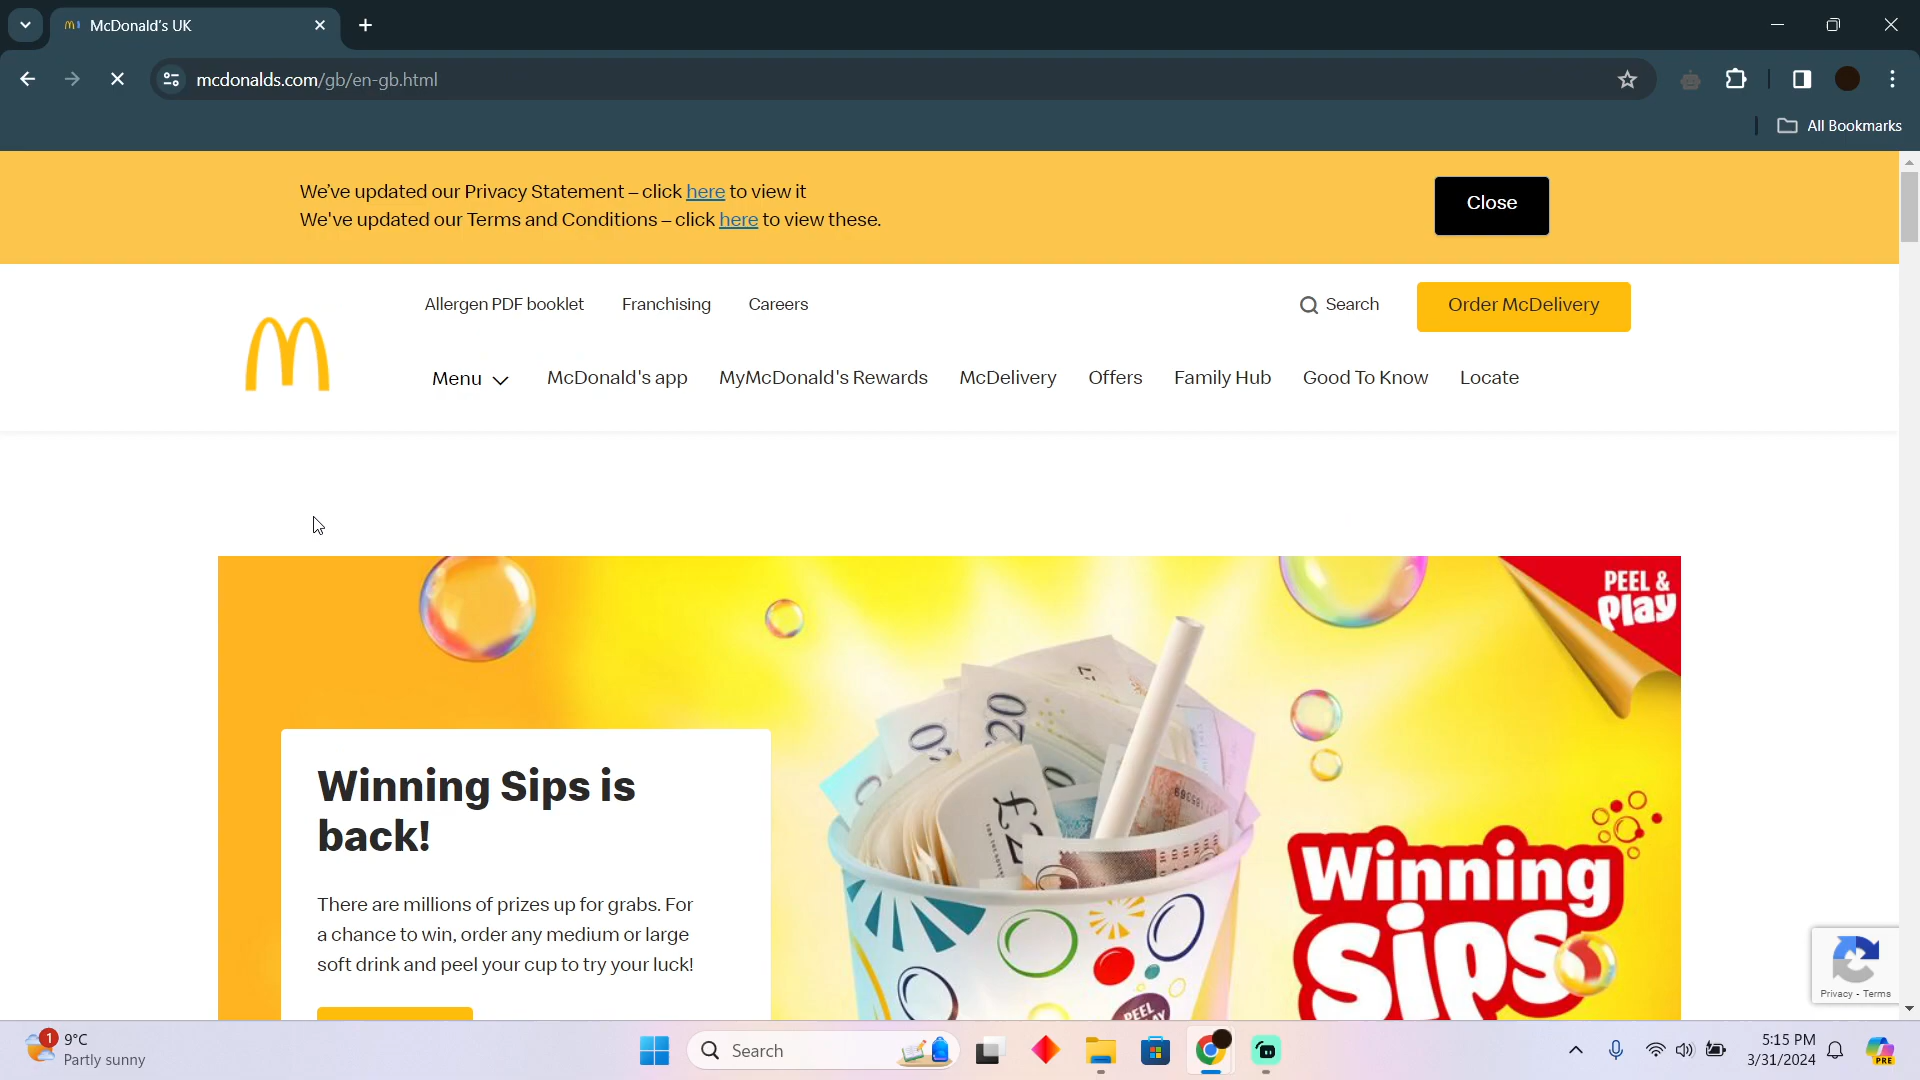 McDonald's UK
mcdonalds.com/gb/en-gb.html
All Bookmarks
We've updated our Privacy Statement – click here to view it
We've updated our Terms and Conditions – click here to view these.
Close
Allergen PDF booklet Franchising Careers
Search
Order McDelivery
Menu McDonald's app MyMcDonald's Rewards McDelivery Offers Family Hub Good To Know Locate
PEEL &
Play
Winning Sips is
back!
There are millions of prizes up for grabs. For
a chance to win, order any medium or large
soft drink and peel your cup to try your luck!
£20
Winning
Sips
PEEL
Privacy - Terms
1
9°C
Partly sunny
Search
5:15 PM
3/31/2024
PRE